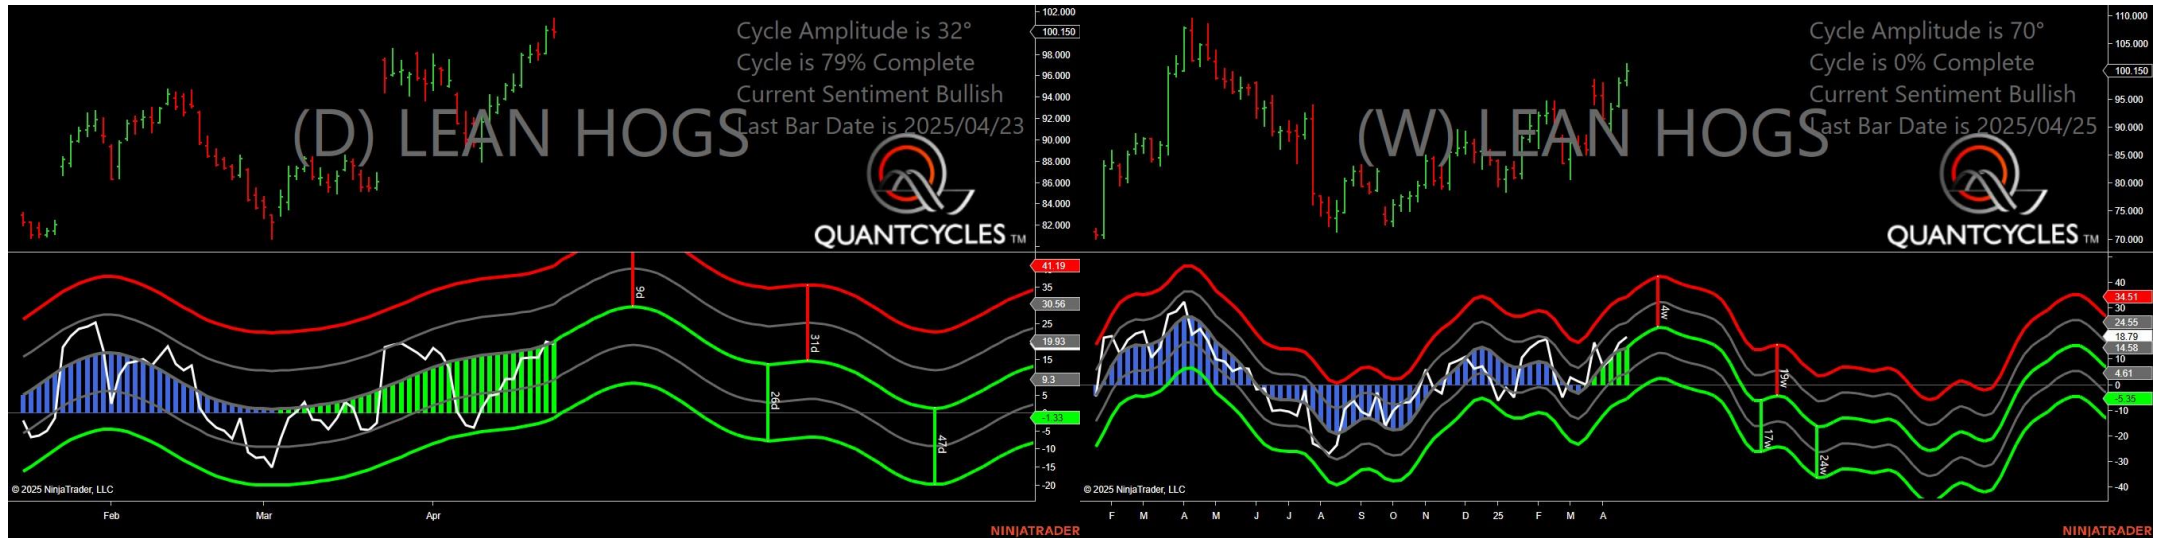 Cycle Amplitude is 32°
Cycle is 79% Complete
Current Sentiment Bullish
Last Bar Date is 2025/04/23
(D) LEAN HOGS
QUANTCYCLES TM
102.000
100.150
98.000
96.000
94.000
92.000
90.000
88.000
86.000
84.000
82.000
41.19
35
30.56
25
19.93
15
9.3
5
-1.33
-5
-10
-15
-20
9d
31d
26d
47d
© 2025 NinjaTrader, LLC
Feb Mar Apr
NINJATRADER
Cycle Amplitude is 70°
Cycle is 0% Complete
Current Sentiment Bullish
Last Bar Date is 2025/04/25
(W) LEAN HOGS
QUANTCYCLES TM
110.000
105.000
100.150
95.000
90.000
85.000
80.000
75.000
70.000
40
34.51
30
24.55
18.79
14.58
10
4.61
0
-5.35
-10
-20
-30
-40
4w
19w
17w
24w
© 2025 NinjaTrader, LLC
F M A M J J A S O N D 25 F M A
NINJATRADER